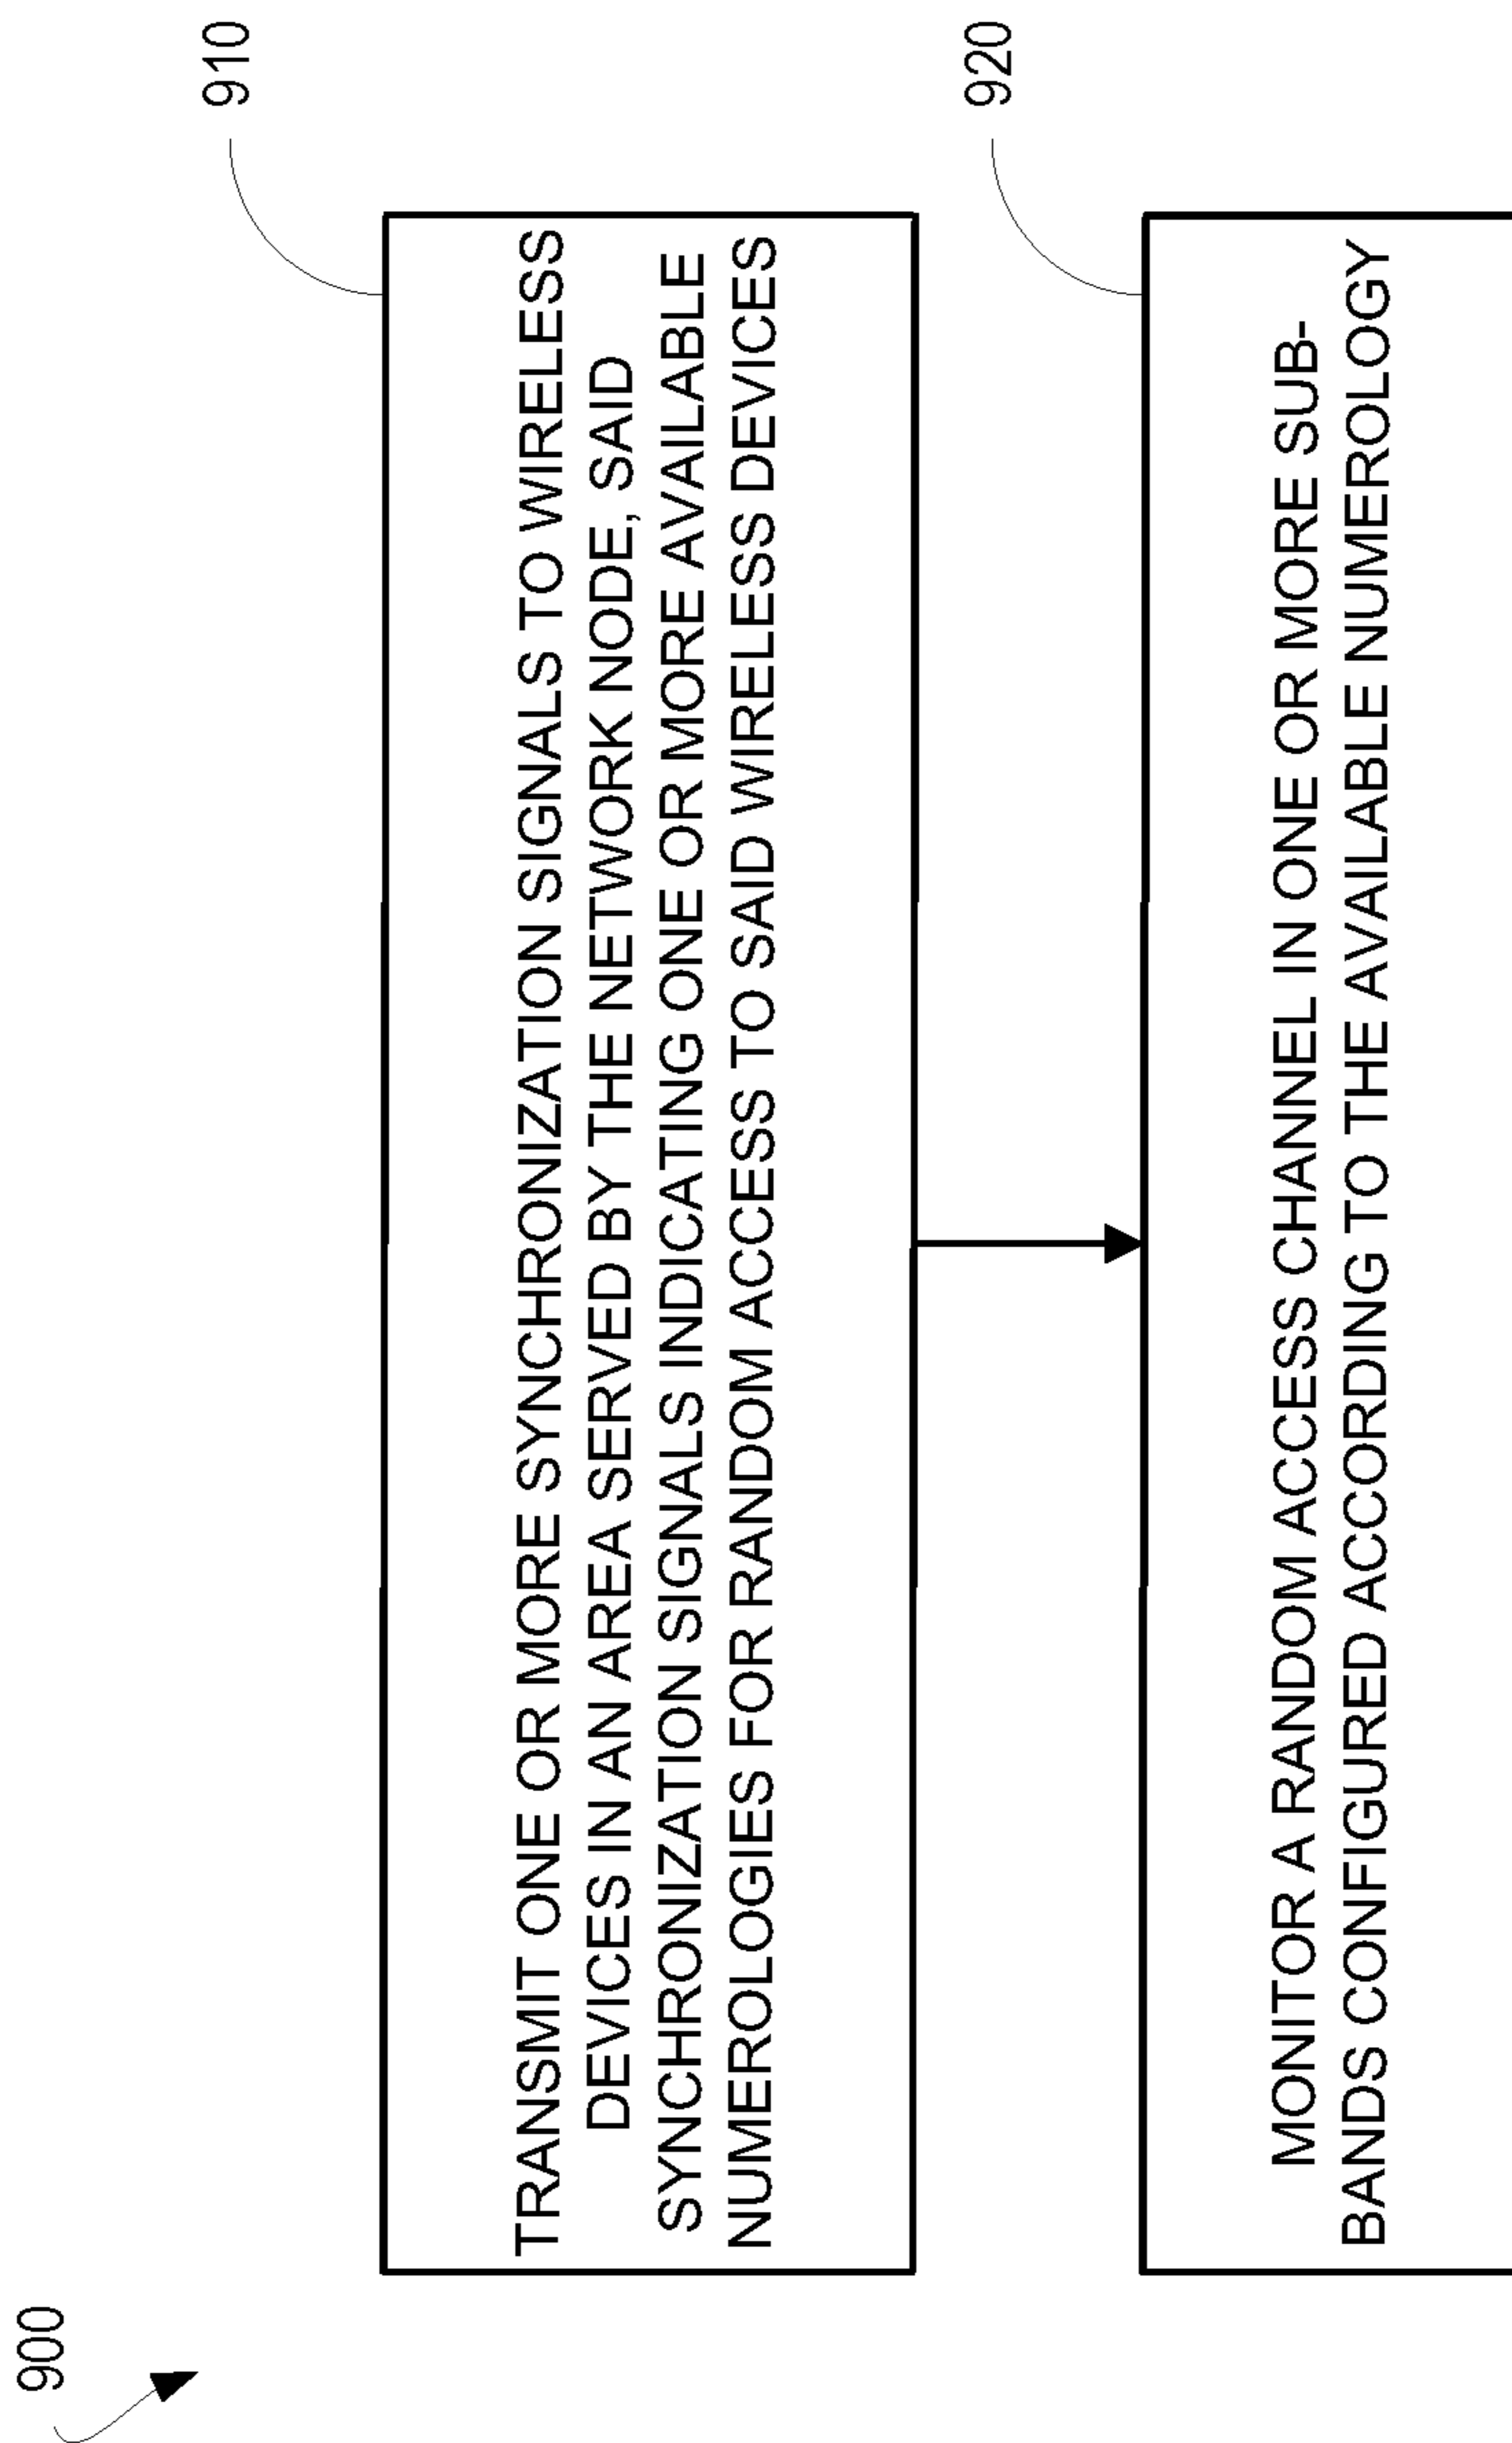 900
910
TRANSMIT ONE OR MORE SYNCHRONIZATION SIGNALS TO WIRELESS
DEVICES IN AN AREA SERVED BY THE NETWORK NODE, SAID
SYNCHRONIZATION SIGNALS INDICATING ONE OR MORE AVAILABLE
NUMEROLOGIES FOR RANDOM ACCESS TO SAID WIRELESS DEVICES
920
MONITOR A RANDOM ACCESS CHANNEL IN ONE OR MORE SUB-
BANDS CONFIGURED ACCORDING TO THE AVAILABLE NUMEROLOGY